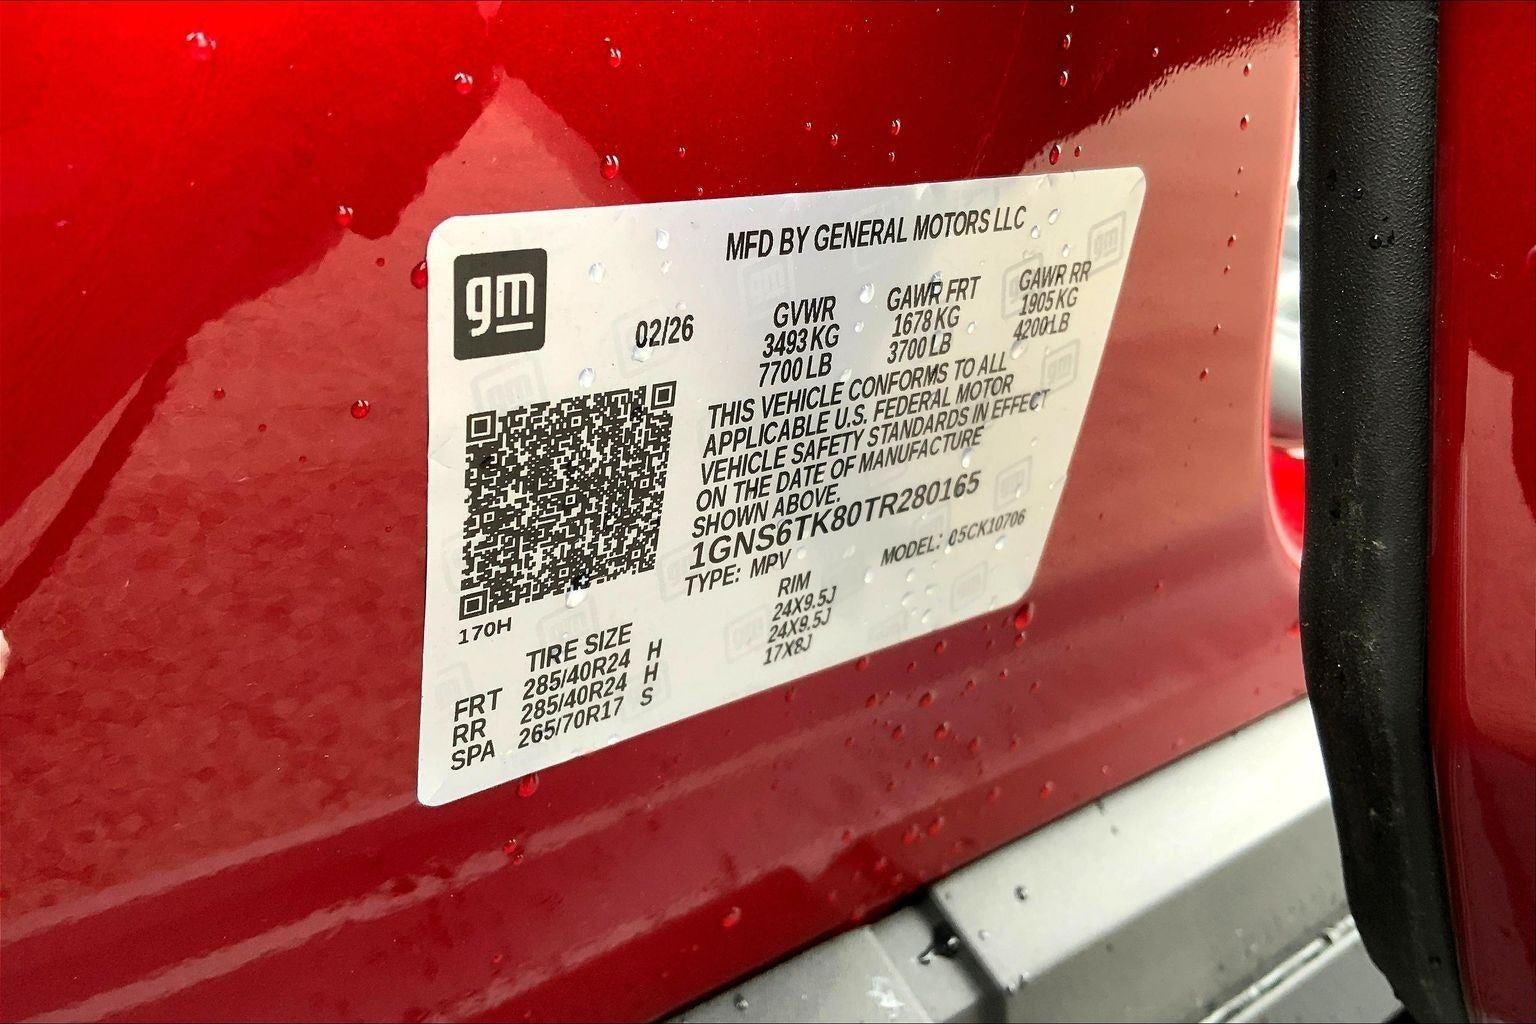 MFD BY GENERAL MOTORS LLC
gm
02/26
GVWR GAWR FRT GAWR RR
3493 KG 1678 KG 1905 KG
7700 LB 3700 LB 4200 LB
THIS VEHICLE CONFORMS TO ALL
APPLICABLE U.S. FEDERAL MOTOR
VEHICLE SAFETY STANDARDS IN EFFECT
ON THE DATE OF MANUFACTURE
SHOWN ABOVE.
1GNS6TK80TR280165
TYPE: MPV MODEL: 05CK10706
170H
TIRE SIZE RIM
FRT 285/40R24 H 24X9.5J
RR 285/40R24 H 24X9.5J
SPA 265/70R17 S 17X8J